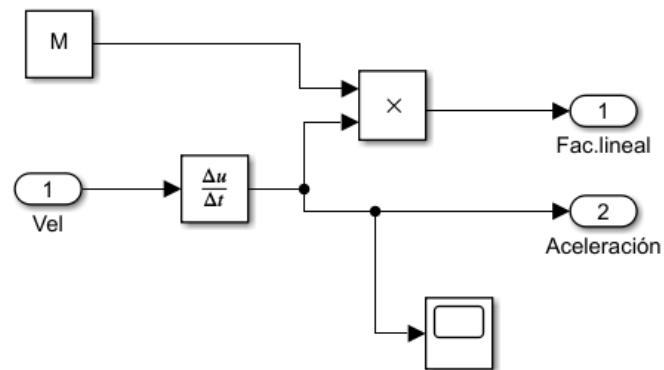 M
×
1
Fac.lineal
1
Vel
Δu
Δt
2
Aceleración